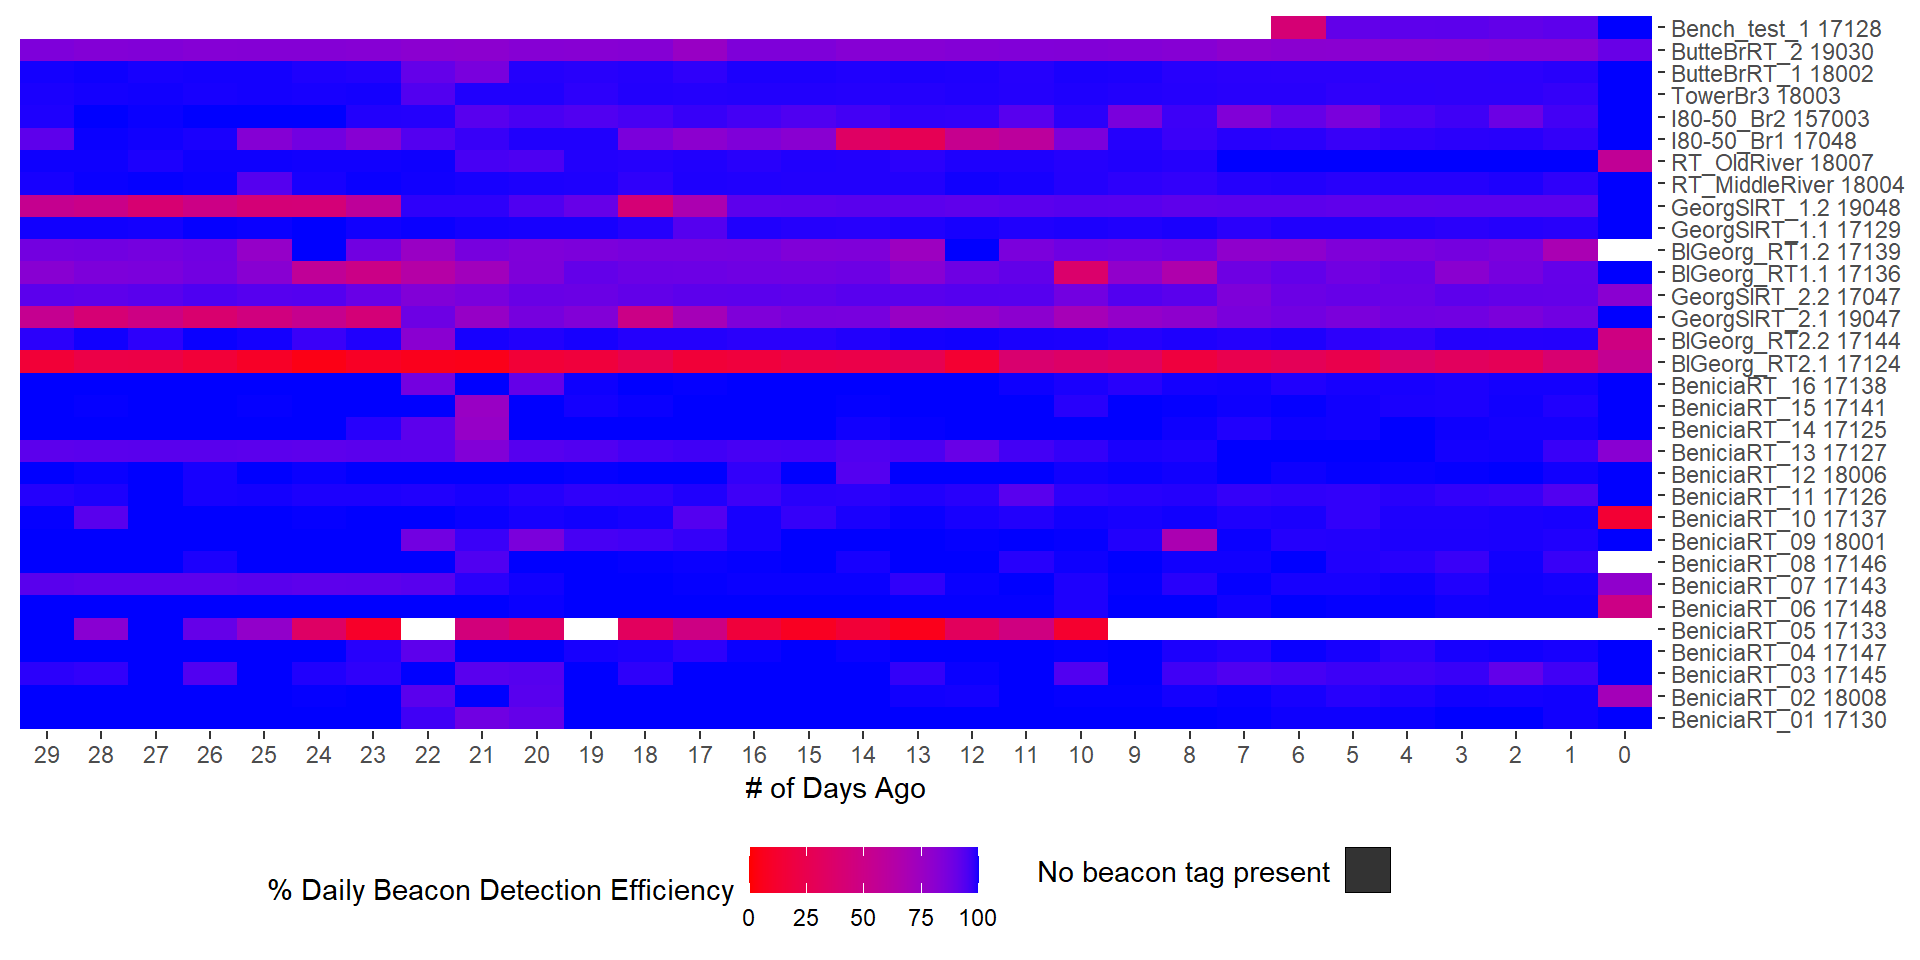 Bench_test_1 17128
ButteBrRT_2 19030
ButteBrRT_1 18002
TowerBr3 18003
I80-50_Br2 157003
I80-50_Br1 17048
RT_OldRiver 18007
RT_MiddleRiver 18004
GeorgSlRT_1.2 19048
GeorgSlRT_1.1 17129
BlGeorg_RT1.2 17139
BlGeorg_RT1.1 17136
GeorgSlRT_2.2 17047
GeorgSlRT_2.1 19047
BlGeorg_RT2.2 17144
BlGeorg_RT2.1 17124
BeniciaRT_16 17138
BeniciaRT_15 17141
BeniciaRT_14 17125
BeniciaRT_13 17127
BeniciaRT_12 18006
BeniciaRT_11 17126
BeniciaRT_10 17137
BeniciaRT_09 18001
BeniciaRT_08 17146
BeniciaRT_07 17143
BeniciaRT_06 17148
BeniciaRT_05 17133
BeniciaRT_04 17147
BeniciaRT_03 17145
BeniciaRT_02 18008
BeniciaRT_01 17130
29 28 27 26 25 24 23 22 21 20 19 18 17 16 15 14 13 12 11 10 9 8 7 6 5 4 3 2 1 0
# of Days Ago
% Daily Beacon Detection Efficiency
0 25 50 75 100
No beacon tag present